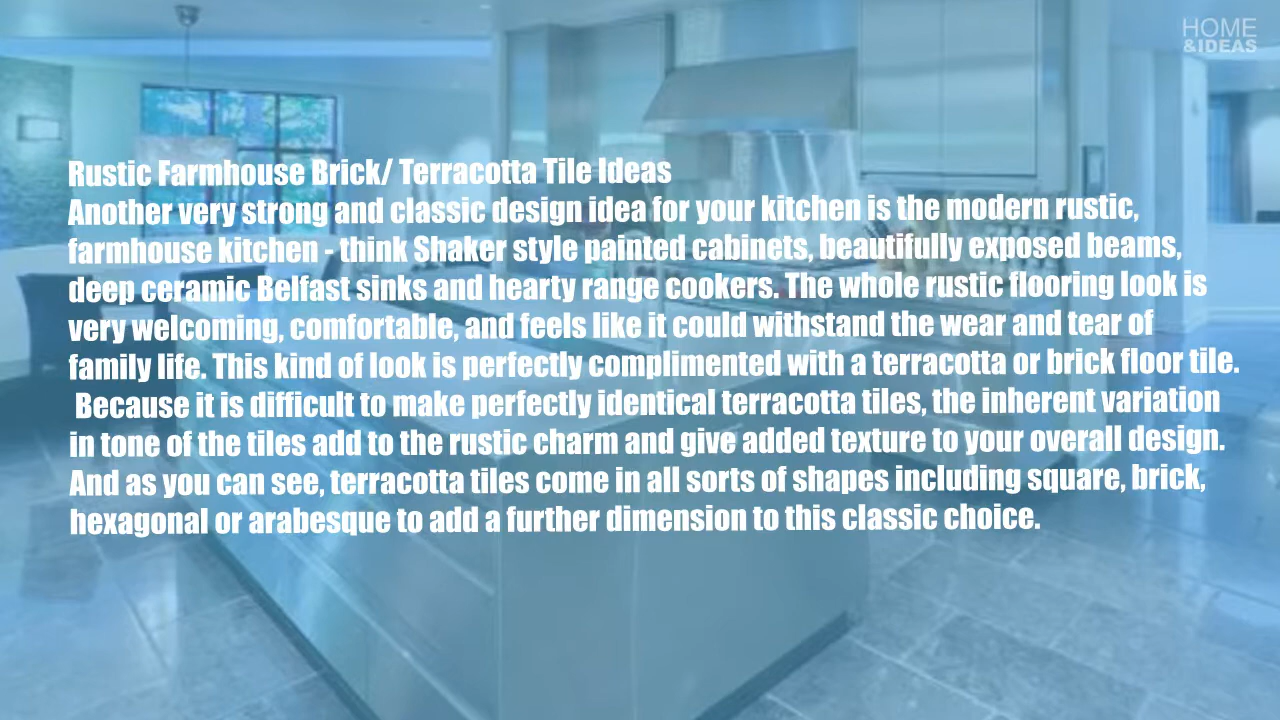 HOME
&IDEAS
Rustic Farmhouse Brick/ Terracotta Tile Ideas
Another very strong and classic design idea for your kitchen is the modern rustic,
farmhouse kitchen - think Shaker style painted cabinets, beautifully exposed beams,
deep ceramic Belfast sinks and hearty range cookers. The whole rustic flooring look is
very welcoming, comfortable, and feels like it could withstand the wear and tear of
family life. This kind of look is perfectly complimented with a terracotta or brick floor tile.
Because it is difficult to make perfectly identical terracotta tiles, the inherent variation
in tone of the tiles add to the rustic charm and give added texture to your overall design.
And as you can see, terracotta tiles come in all sorts of shapes including square, brick,
hexagonal or arabesque to add a further dimension to this classic choice.